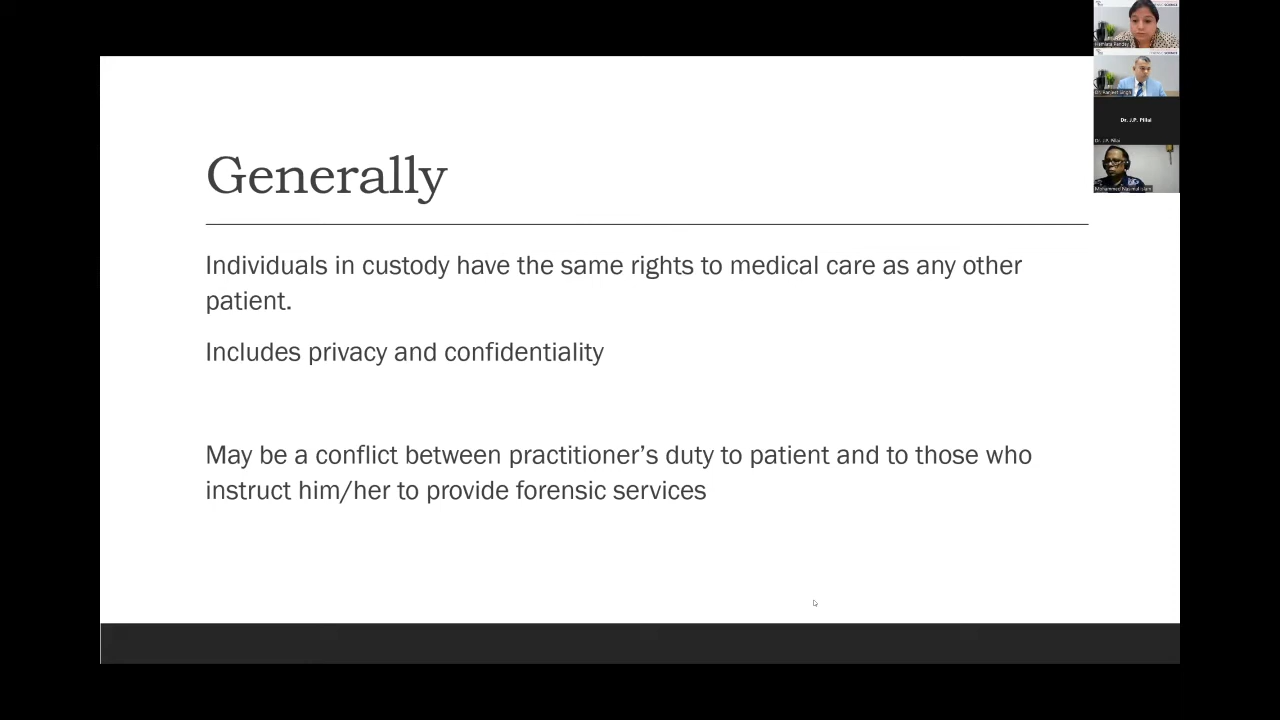 Generally
Individuals in custody have the same rights to medical care as any other
patient.
Includes privacy and confidentiality
May be a conflict between practitioner's duty to patient and to those who
instruct him/her to provide forensic services
Dr. J.P. Pillai
Dr. J.P. Pillai